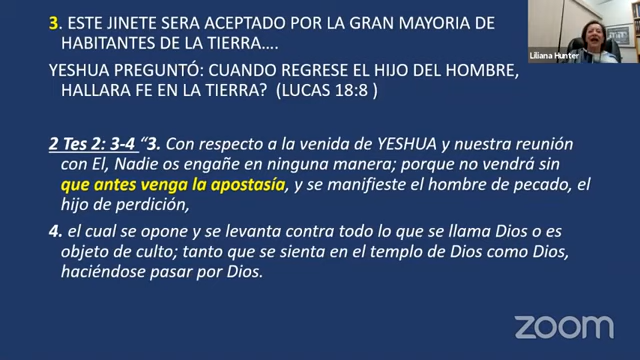 3. ESTE JINETE SERA ACEPTADO POR LA GRAN MAYORIA DE
HABITANTES DE LA TIERRA….
YESHUA PREGUNTÓ: CUANDO REGRESE EL HIJO DEL HOMBRE,
HALLARA FE EN LA TIERRA? (LUCAS 18:8 )
2 Tes 2: 3-4 “3. Con respecto a la venida de YESHUA y nuestra reunión
con El, Nadie os engañe en ninguna manera; porque no vendrá sin
que antes venga la apostasía, y se manifieste el hombre de pecado, el
hijo de perdición,
4. el cual se opone y se levanta contra todo lo que se llama Dios o es
objeto de culto; tanto que se sienta en el templo de Dios como Dios,
haciéndose pasar por Dios.
Liliana Hunter
zoom